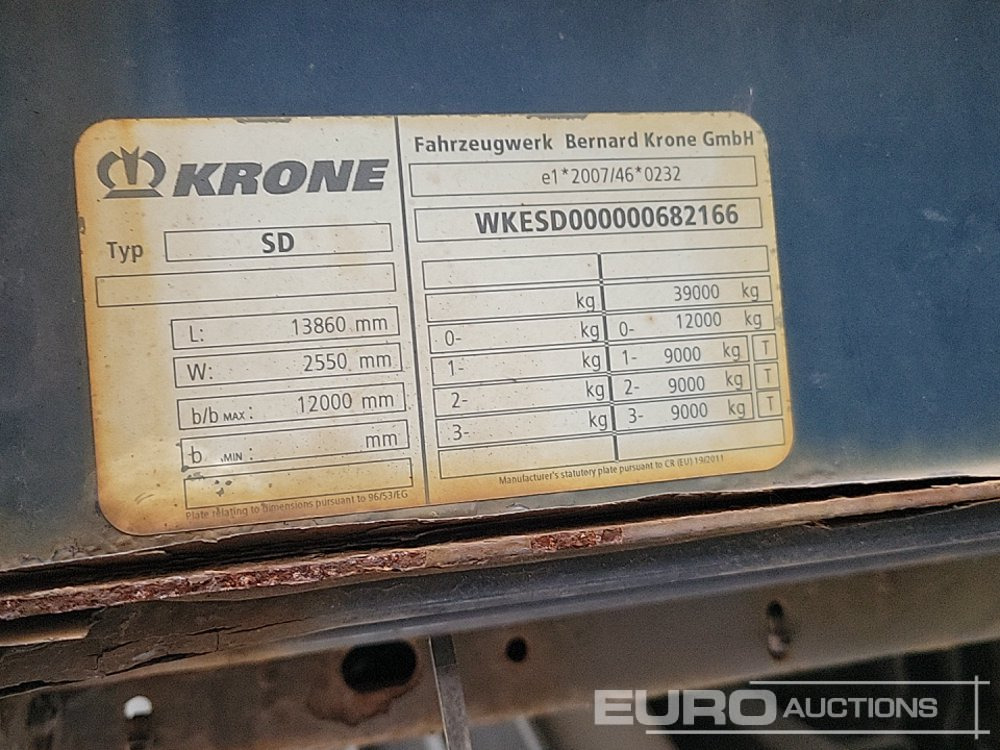 KRONE
Typ SD
L: 13860 mm
W: 2550 mm
b/b MAX: 12000 mm
b MIN: mm
Plate relating to dimensions pursuant to 96/53/EG
Fahrzeugwerk Bernard Krone GmbH
e1*2007/46*0232
WKESD000000682166
kg 39000 kg
0- kg 0- 12000 kg
1- kg 1- 9000 kg T
2- kg 2- 9000 kg T
3- kg 3- 9000 kg T
Manufacturer's statutory plate pursuant to CR (EU) 19/2011
EURO AUCTIONS